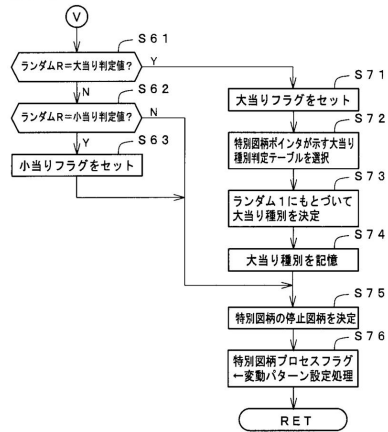 V
S61
ランダムR=大当り判定値?
Y
N
S62
ランダムR=小当り判定値?
N
Y
S63
小当りフラグをセット
S71
大当りフラグをセット
S72
特別図柄ポインタが示す大当り
種別判定テーブルを選択
S73
ランダム1にもとづいて
大当り種別を決定
S74
大当り種別を記憶
S75
特別図柄の停止図柄を決定
S76
特別図柄プロセスフラグ
←変動パターン設定処理
RET